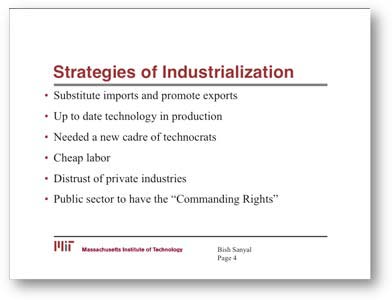 Strategies of Industrialization
• Substitute imports and promote exports
• Up to date technology in production
• Needed a new cadre of technocrats
• Cheap labor
• Distrust of private industries
• Public sector to have the “Commanding Rights”
MIT Massachusetts Institute of Technology
Bish Sanyal
Page 4